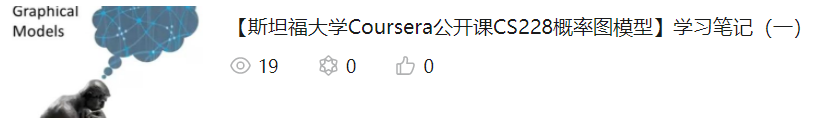 Graphical
Models
【斯坦福大学Coursera公开课CS228概率图模型】学习笔记（一）
19 0 0